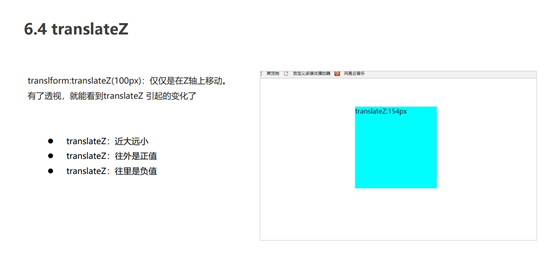 6.4 translateZ
translform:translateZ(100px)：仅仅是在Z轴上移动。
有了透视，就能看到translateZ 引起的变化了
● translateZ：近大远小
● translateZ：往外是正值
● translateZ：往里是负值
translateZ:154px